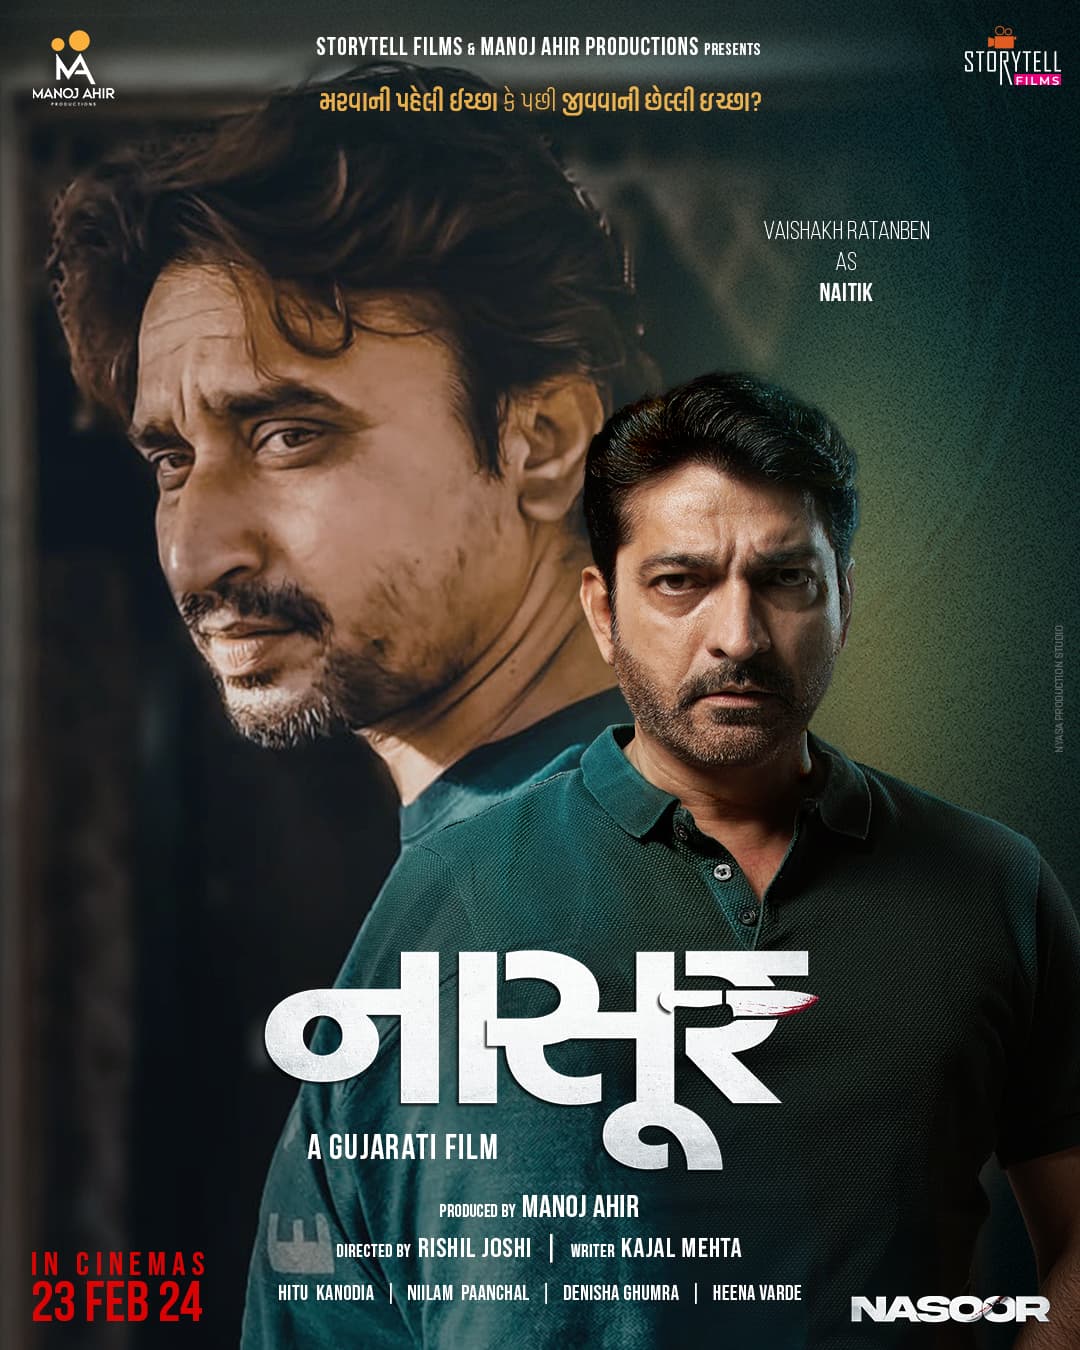 MA
MANOJ AHIR
PRODUCTIONS
STORYTELL FILMS & MANOJ AHIR PRODUCTIONS PRESENTS
STORYTELL
FILMS
મરવાની પહેલી ઈચ્છા કે પછી જીવવાની છેલ્લી ઇચ્છા?
VAISHAKH RATANBEN
AS
NAITIK
NYASA PRODUCTION STUDIO
નાસૂર
A GUJARATI FILM
PRODUCED BY MANOJ AHIR
DIRECTED BY RISHIL JOSHI | WRITER KAJAL MEHTA
HITU KANODIA | NIILAM PAANCHAL | DENISHA GHUMRA | HEENA VARDE
IN CINEMAS
23 FEB 24
NASOOR